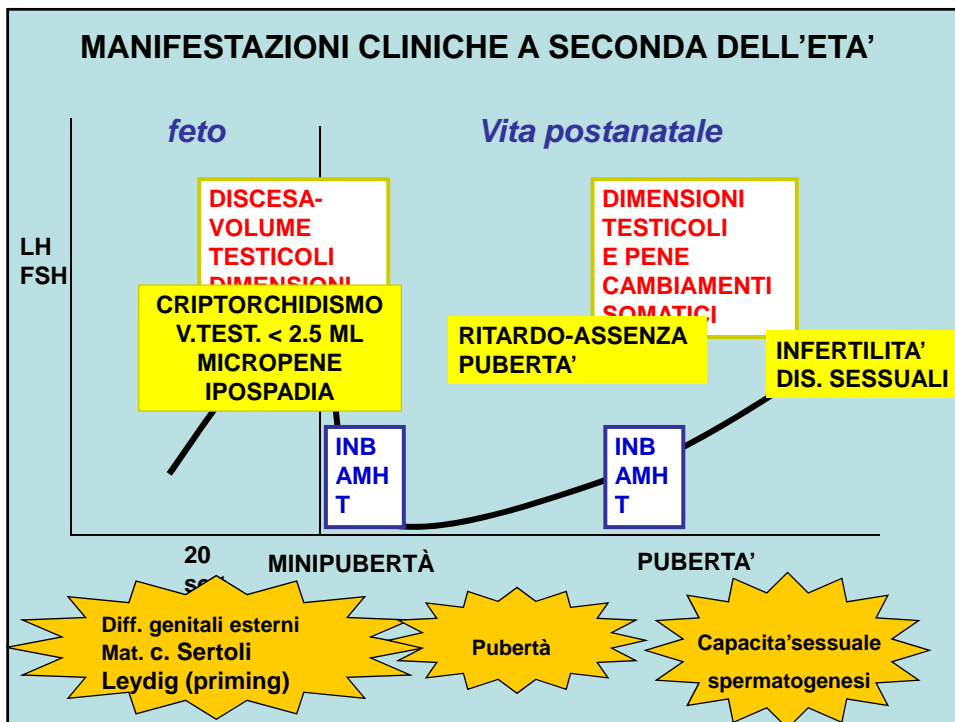 MANIFESTAZIONI CLINICHE A SECONDA DELL'ETA'
feto
Vita postanatale
LH
FSH
DISCESA-
VOLUME
TESTICOLI
DIMENSIONI
CRIPTORCHIDISMO
V.TEST. < 2.5 ML
MICROPENE
IPOSPADIA
DIMENSIONI
TESTICOLI
E PENE
CAMBIAMENTI
SOMATICI
RITARDO-ASSENZA
PUBERTA'
INFERTILITA'
DIS. SESSUALI
INB
AMH
T
INB
AMH
T
20
MINIPUBERTÀ
PUBERTA'
Diff. genitali esterni
Mat. c. Sertoli
Leydig (priming)
Pubertà
Capacita'sessuale
spermatogenesi